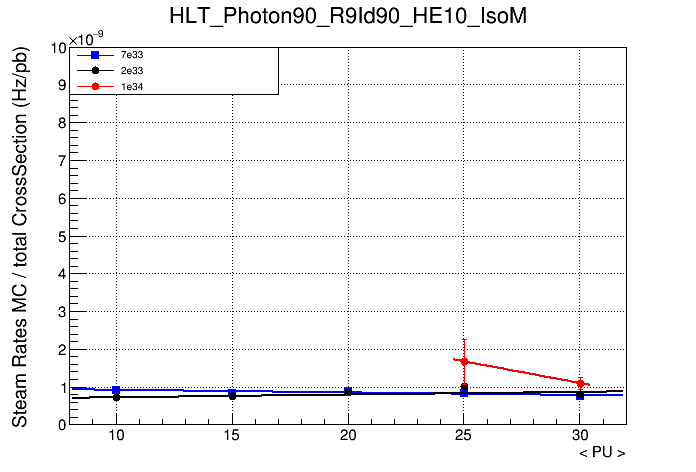 HLT_Photon90_R9Id90_HE10_IsoM
×10⁻⁹
7e33
2e33
1e34
Steam Rates MC / total CrossSection (Hz/pb)
10
9
8
7
6
5
4
3
2
1
0
10 15 20 25 30
< PU >